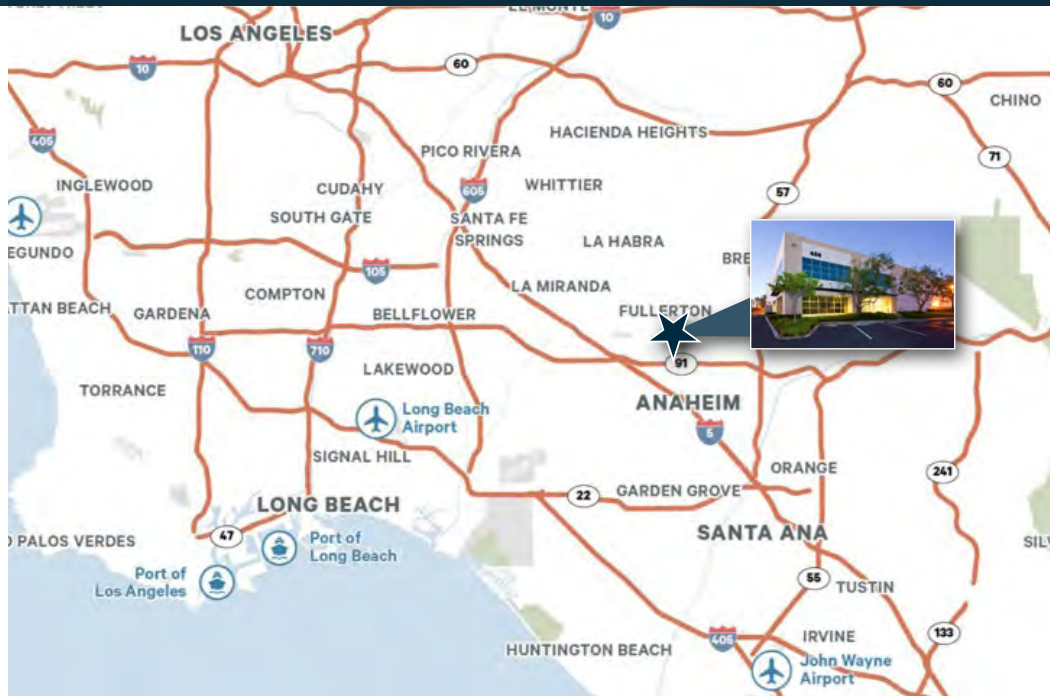 EL MONTE
10
LOS ANGELES
10
60
60
CHINO
405
HACIENDA HEIGHTS
PICO RIVERA
71
INGLEWOOD
CUDAHY
605
WHITTIER
57
SOUTH GATE
SANTA FE
SPRINGS
LA HABRA
EGUNDO
BRE
105
LA MIRANDA
COMPTON
TTAN BEACH
GARDENA
BELLFLOWER
FULLERTON
110
710
91
LAKEWOOD
TORRANCE
ANAHEIM
Long Beach
Airport
5
SIGNAL HILL
ORANGE
241
22
GARDEN GROVE
LONG BEACH
SANTA ANA
47
O PALOS VERDES
Port of
Long Beach
SIL
Port of
Los Angeles
55
TUSTIN
405
IRVINE
133
HUNTINGTON BEACH
John Wayne
Airport